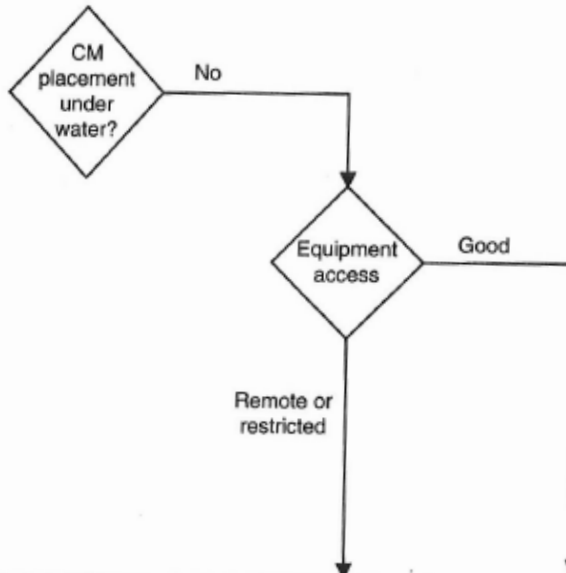 CM
placement
under
water?
No
Equipment
access
Good
Remote or
restricted